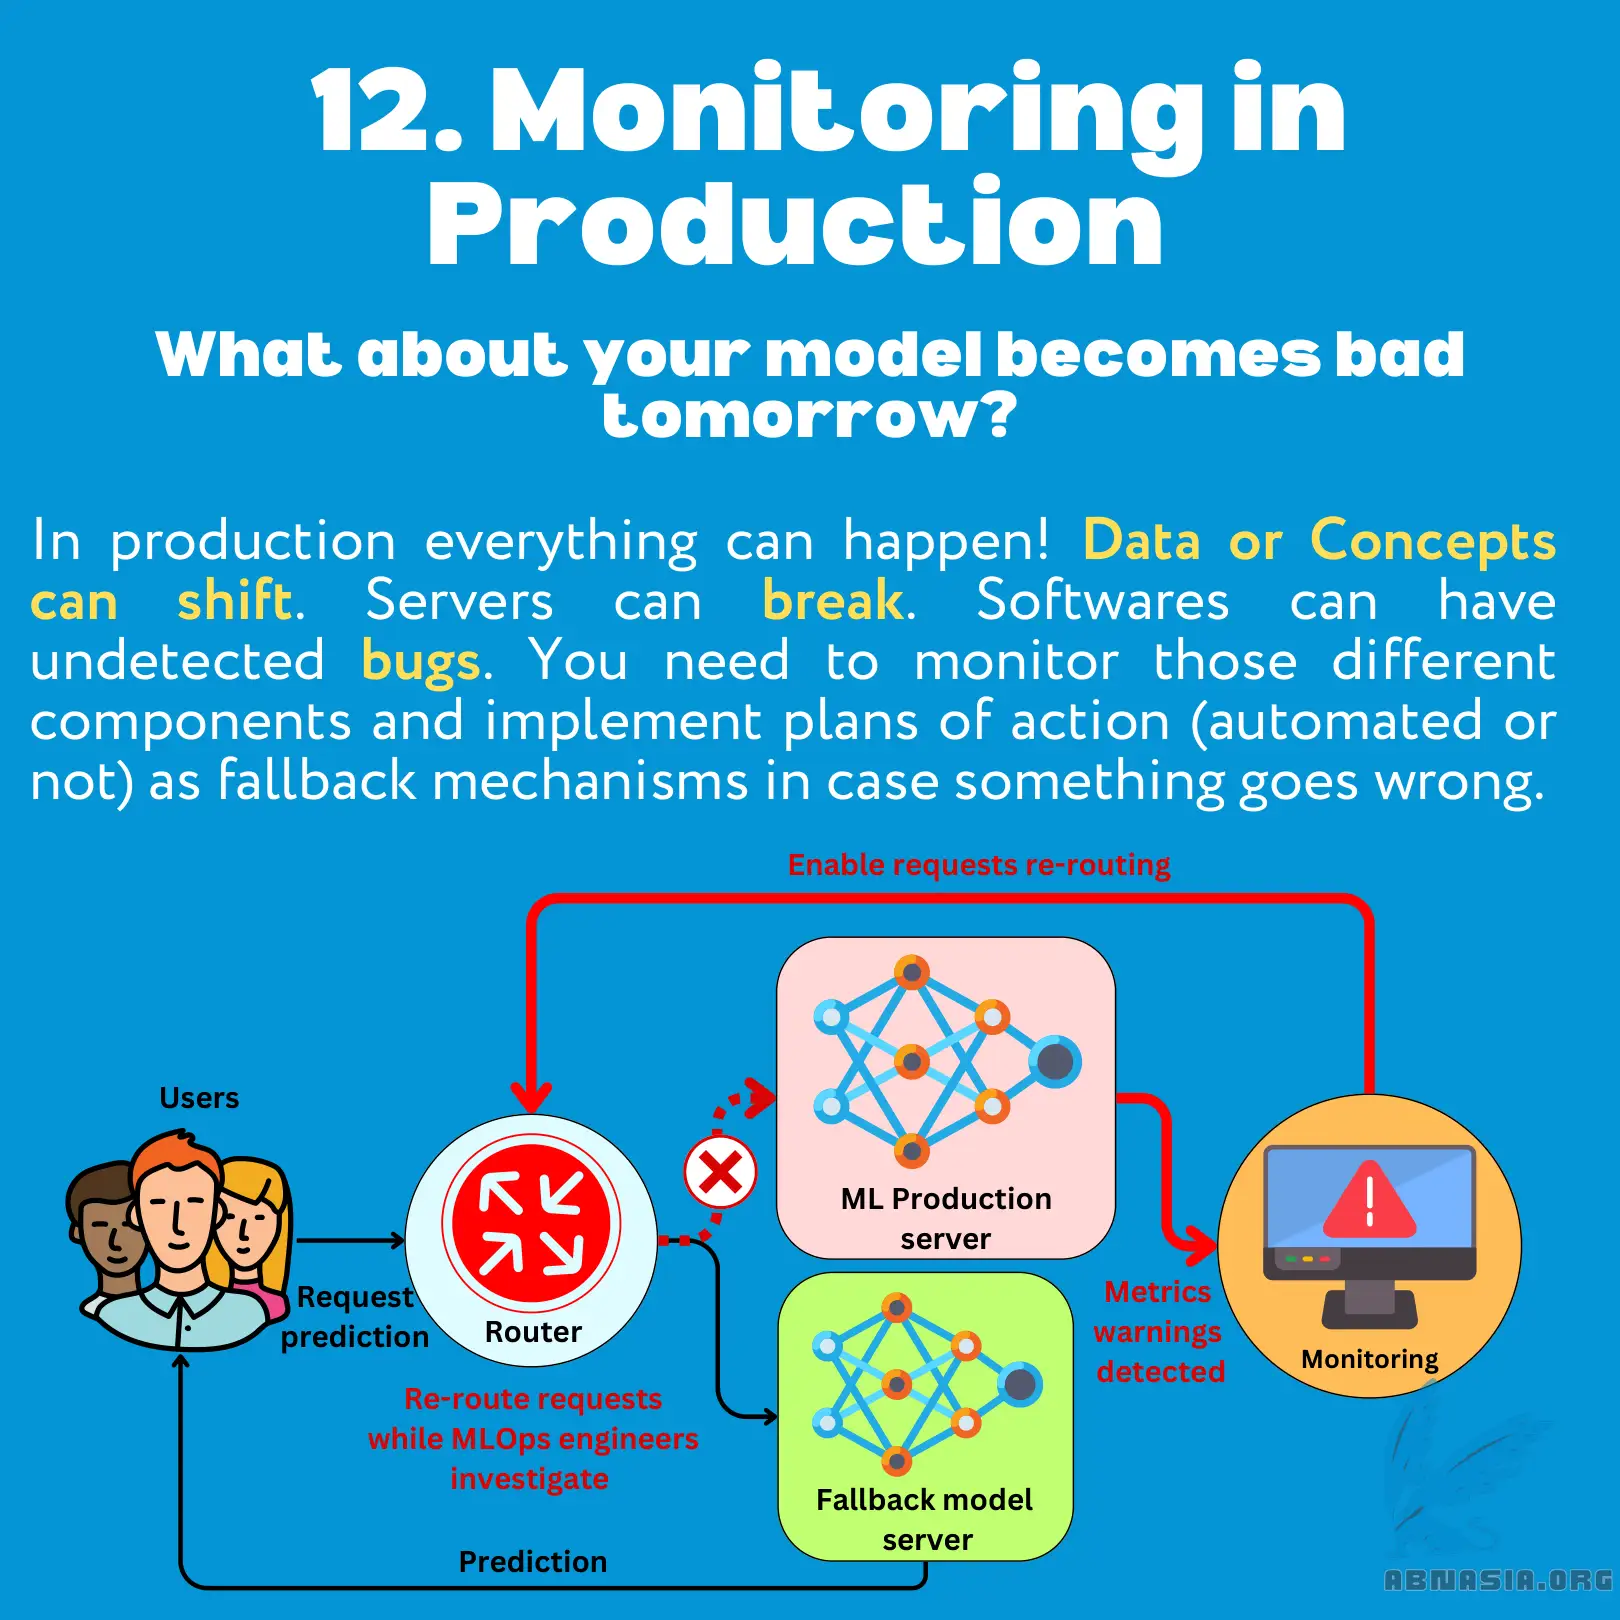 12. Monitoring in
Production
What about your model becomes bad
tomorrow?
In production everything can happen! Data or Concepts
can shift. Servers can break. Softwares can have
undetected bugs. You need to monitor those different
components and implement plans of action (automated or
not) as fallback mechanisms in case something goes wrong.
Enable requests re-routing
Users
Request
prediction
Router
Re-route requests
while MLOps engineers
investigate
ML Production
server
Metrics
warnings
detected
Monitoring
Fallback model
server
Prediction
ABNASIA.ORG